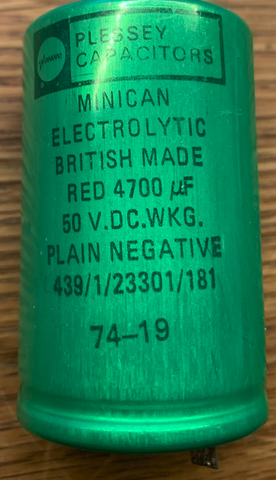 PLESSEY
CAPACITORS
MINICAN
ELECTROLYTIC
BRITISH MADE
RED 4700 µF
50 V.DC.WKG.
PLAIN NEGATIVE
439/1/23301/181
74-19